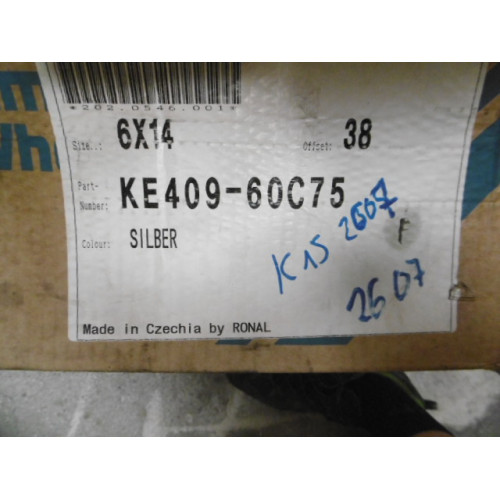 *202.0546.001*
Size..: 6X14 Offset: 38
Part-
Number: KE409-60C75
Colour: SILBER
K15 2607
F
2607
Made in Czechia by RONAL